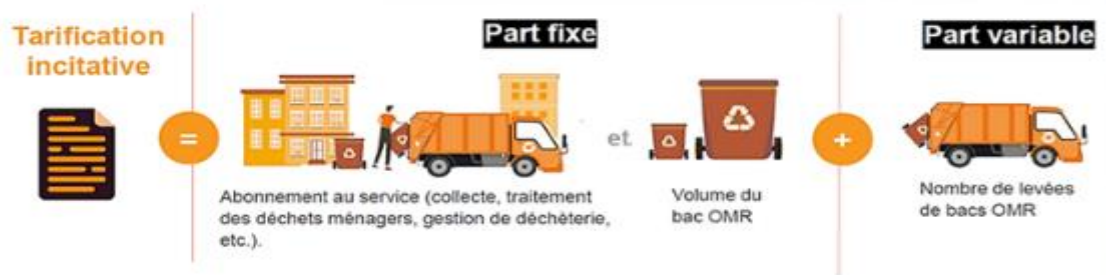 Tarification
incitative
=
Part fixe
Abonnement au service (collecte, traitement
des déchets ménagers, gestion de déchèterie,
etc.).
et
Volume du
bac OMR
+
Part variable
Nombre de levées
de bacs OMR